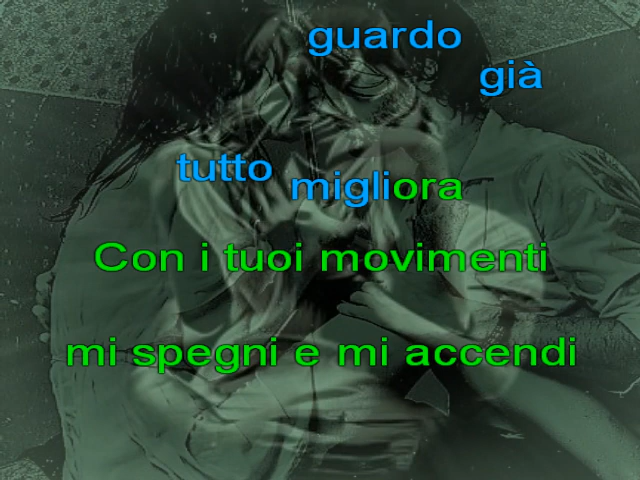 guardo
già
tutto migliora
Con i tuoi movimenti
mi spegni e mi accendi